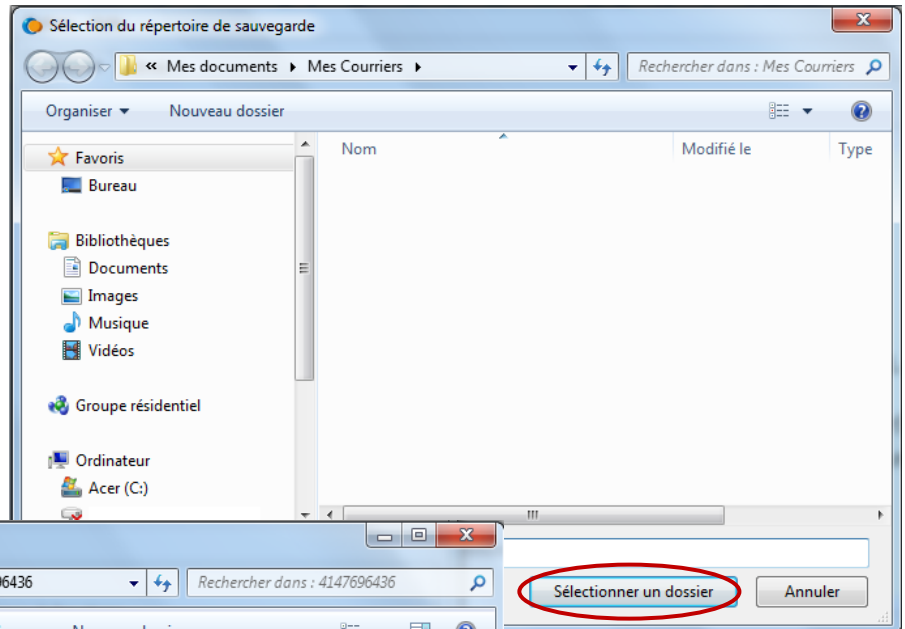 Sélection du répertoire de sauvegarde
« Mes documents Mes Courriers Rechercher dans : Mes Courriers
Organiser Nouveau dossier
Nom Modifié le Type
Favoris
Bureau
Bibliothèques
Documents
Images
Musique
Vidéos
Groupe résidentiel
Ordinateur
Acer (C:)
96436 Rechercher dans : 4147696436
Sélectionner un dossier Annuler